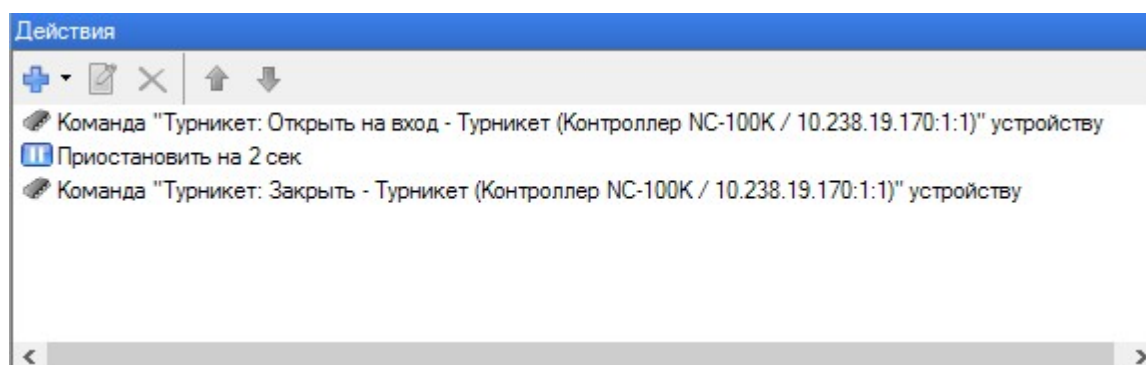 Действия
Команда "Турникет: Открыть на вход - Турникет (Контроллер NC-100K / 10.238.19.170:1:1)" устройству
Приостановить на 2 сек
Команда "Турникет: Закрыть - Турникет (Контроллер NC-100K / 10.238.19.170:1:1)" устройству